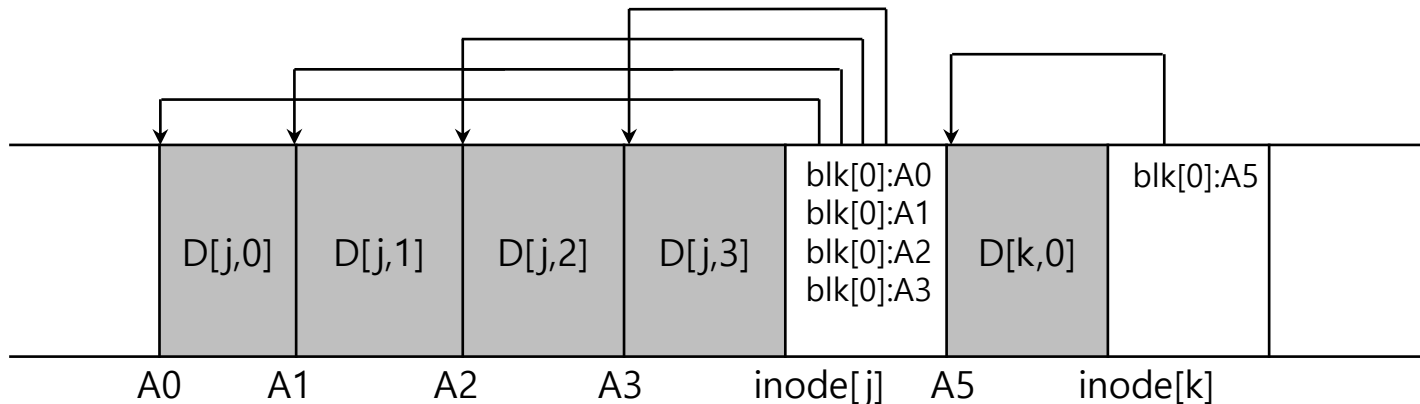 blk[0]:A0
blk[0]:A1
blk[0]:A2
blk[0]:A3
blk[0]:A5
D[j,0] D[j,1] D[j,2] D[j,3] D[k,0]
A0 A1 A2 A3 inode[j] A5 inode[k]